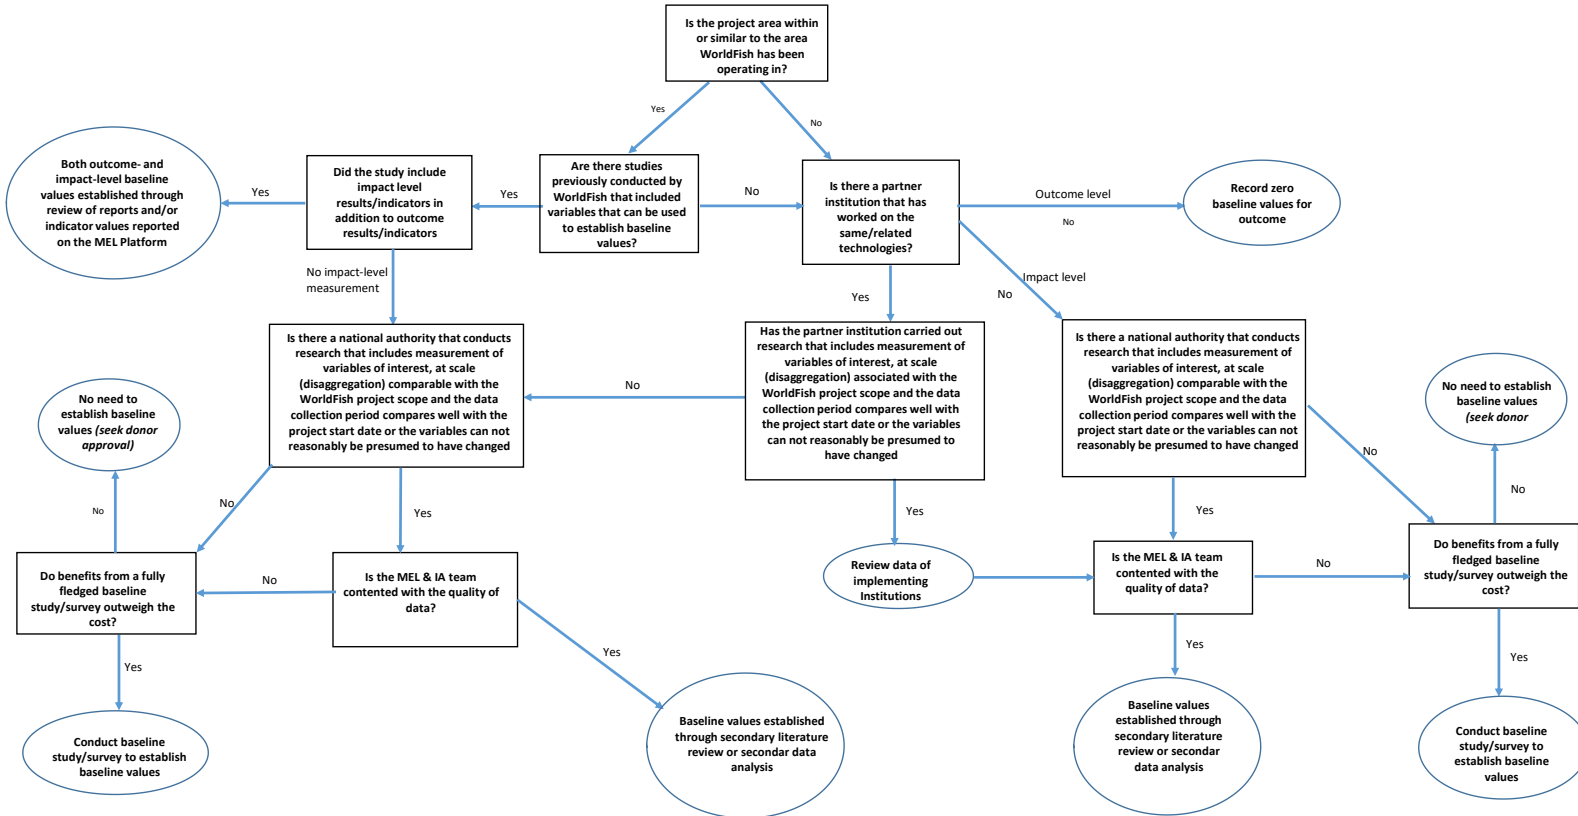 Is the project area within
or similar to the area
WorldFish has been
operating in?
Yes
No
Both outcome- and
impact-level baseline
values established through
review of reports and/or
indicator values reported
on the MEL Platform
Yes
Did the study include
impact level
results/indicators in
addition to outcome
results/indicators
Yes
Are there studies
previously conducted by
WorldFish that included
variables that can be used
to establish baseline
values?
No
Is there a partner
institution that has
worked on the
same/related
technologies?
Outcome level
No
Record zero
baseline values for
outcome
No impact-level
measurement
Yes
Impact level
No
Is there a national authority that conducts
research that includes measurement of
variables of interest, at scale
(disaggregation) comparable with the
WorldFish project scope and the data
collection period compares well with the
project start date or the variables can not
reasonably be presumed to have changed
No
Has the partner institution carried out
research that includes measurement of
variables of interest, at scale
(disaggregation) associated with the
WorldFish project scope and the data
collection period compares well with
the project start date or the variables
can not reasonably be presumed to
have changed
Is there a national authority that conducts
research that includes measurement of
variables of interest, at scale
(disaggregation) comparable with the
WorldFish project scope and the data
collection period compares well with the
project start date or the variables can not
reasonably be presumed to have changed
No need to
establish baseline
values (seek donor
approval)
No need to establish
baseline values
(seek donor
No
No
Yes
Yes
Yes
No
No
Do benefits from a fully
fledged baseline
study/survey outweigh the
cost?
No
Is the MEL & IA team
contented with the quality of
data?
Review data of
implementing
Institutions
Is the MEL & IA team
contented with the
quality of data?
No
Do benefits from a fully
fledged baseline
study/survey outweigh the
cost?
Yes
Yes
Yes
Yes
Conduct baseline
study/survey to establish
baseline values
Baseline values established
through secondary literature
review or secondary data
analysis
Baseline values
established through
secondary literature
review or secondar
data analysis
Conduct baseline
study/survey to
establish baseline
values